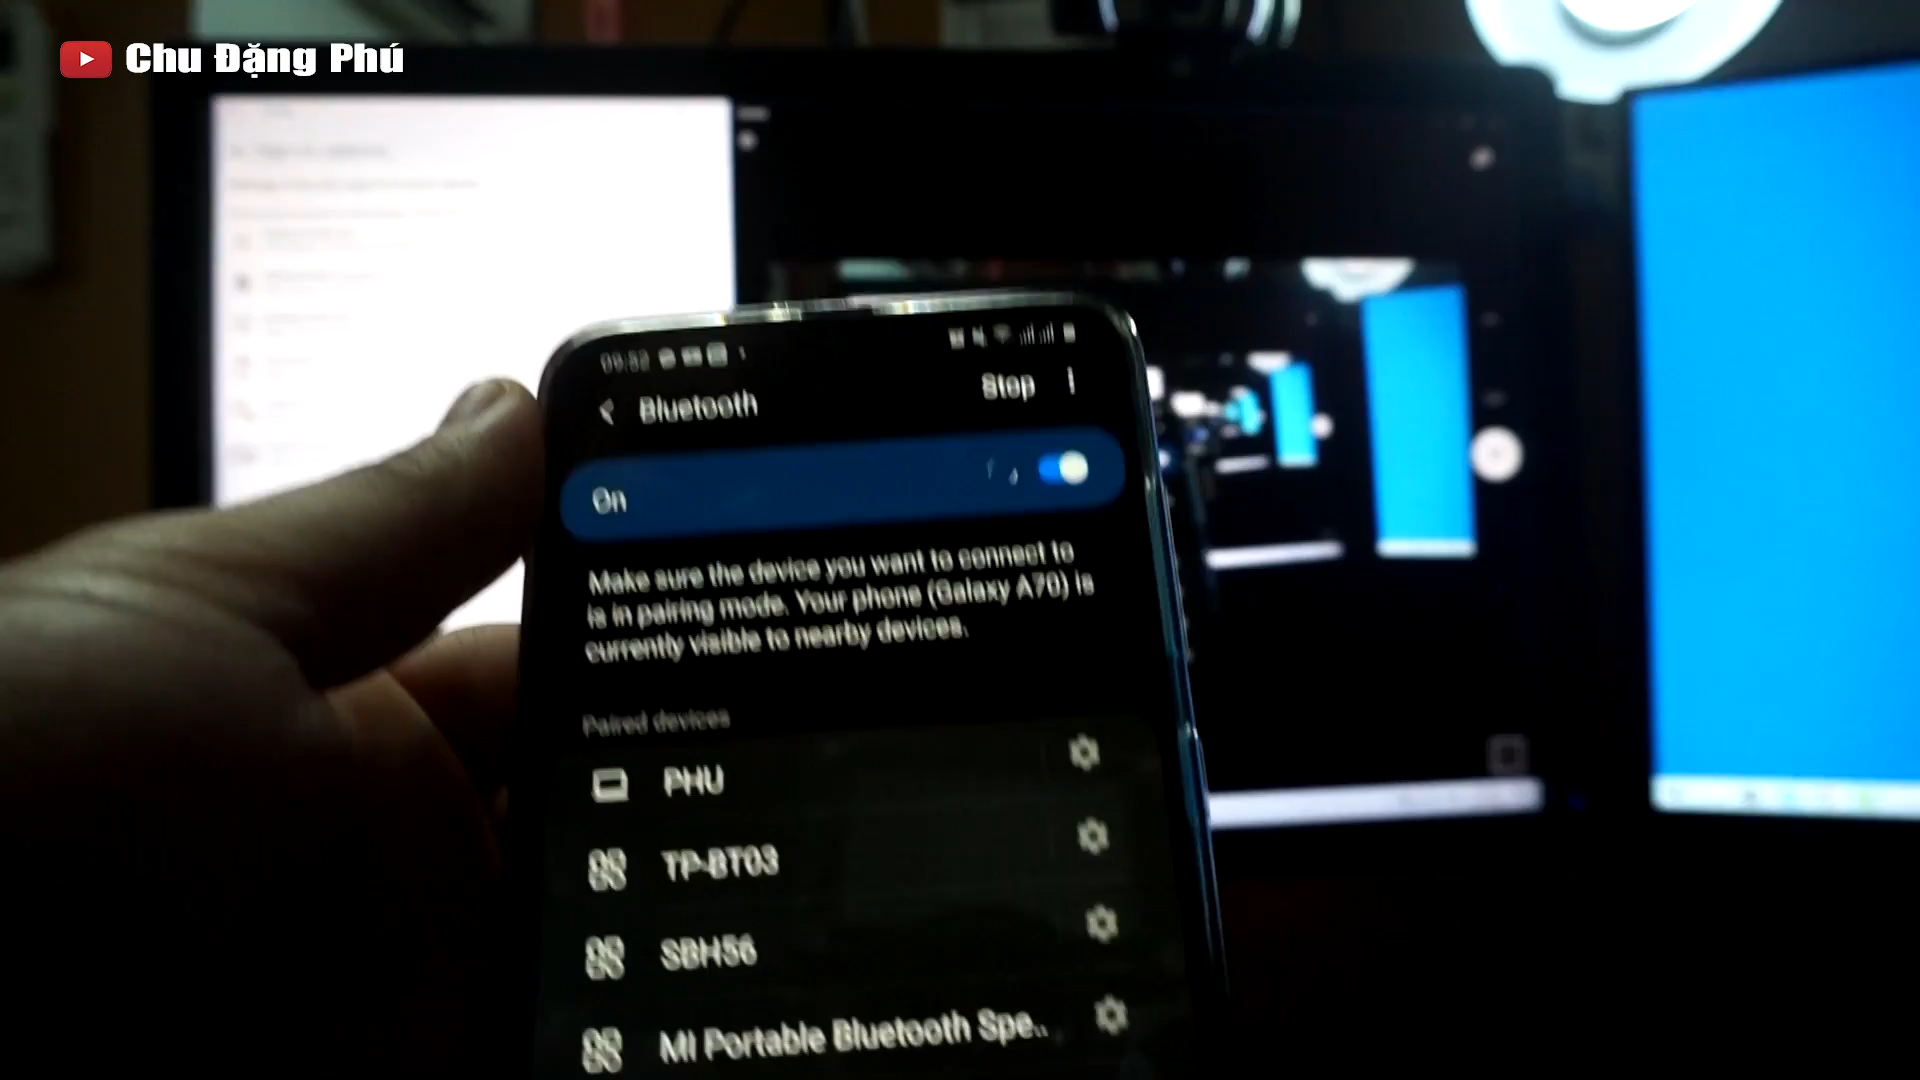 Chu Đặng Phú
09:52
Bluetooth
Stop
On
Make sure the device you want to connect to
is in pairing mode. Your phone (Galaxy A70) is
currently visible to nearby devices.
Paired devices
PHU
TP-BT03
SBH56
MI Portable Bluetooth Spe..